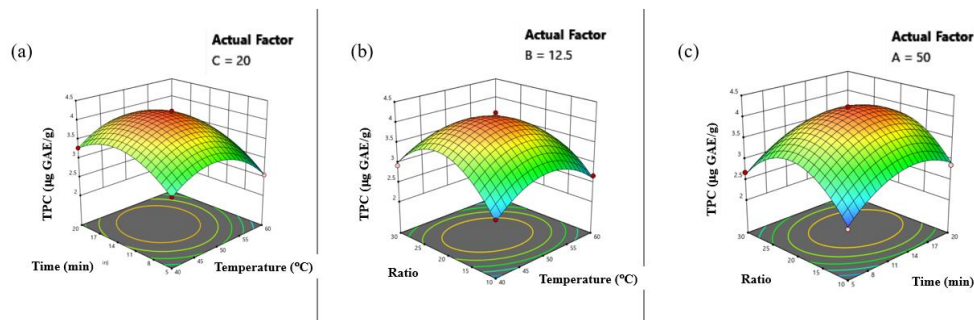 (a)
Actual Factor
C = 20
TPC (µg GAE/g)
4.5
4
3.5
3
2.5
2
20
17
14
11
8
5
40
45
50
55
60
Time (min)
Temperature (°C)
(b)
Actual Factor
B = 12.5
TPC (µg GAE/g)
4.5
4
3.5
3
2.5
2
30
25
20
15
10
40
45
50
55
60
Ratio
Temperature (°C)
(c)
Actual Factor
A = 50
TPC (µg GAE/g)
4.5
4
3.5
3
2.5
2
30
25
20
15
10
5
8
11
14
17
20
Ratio
Time (min)